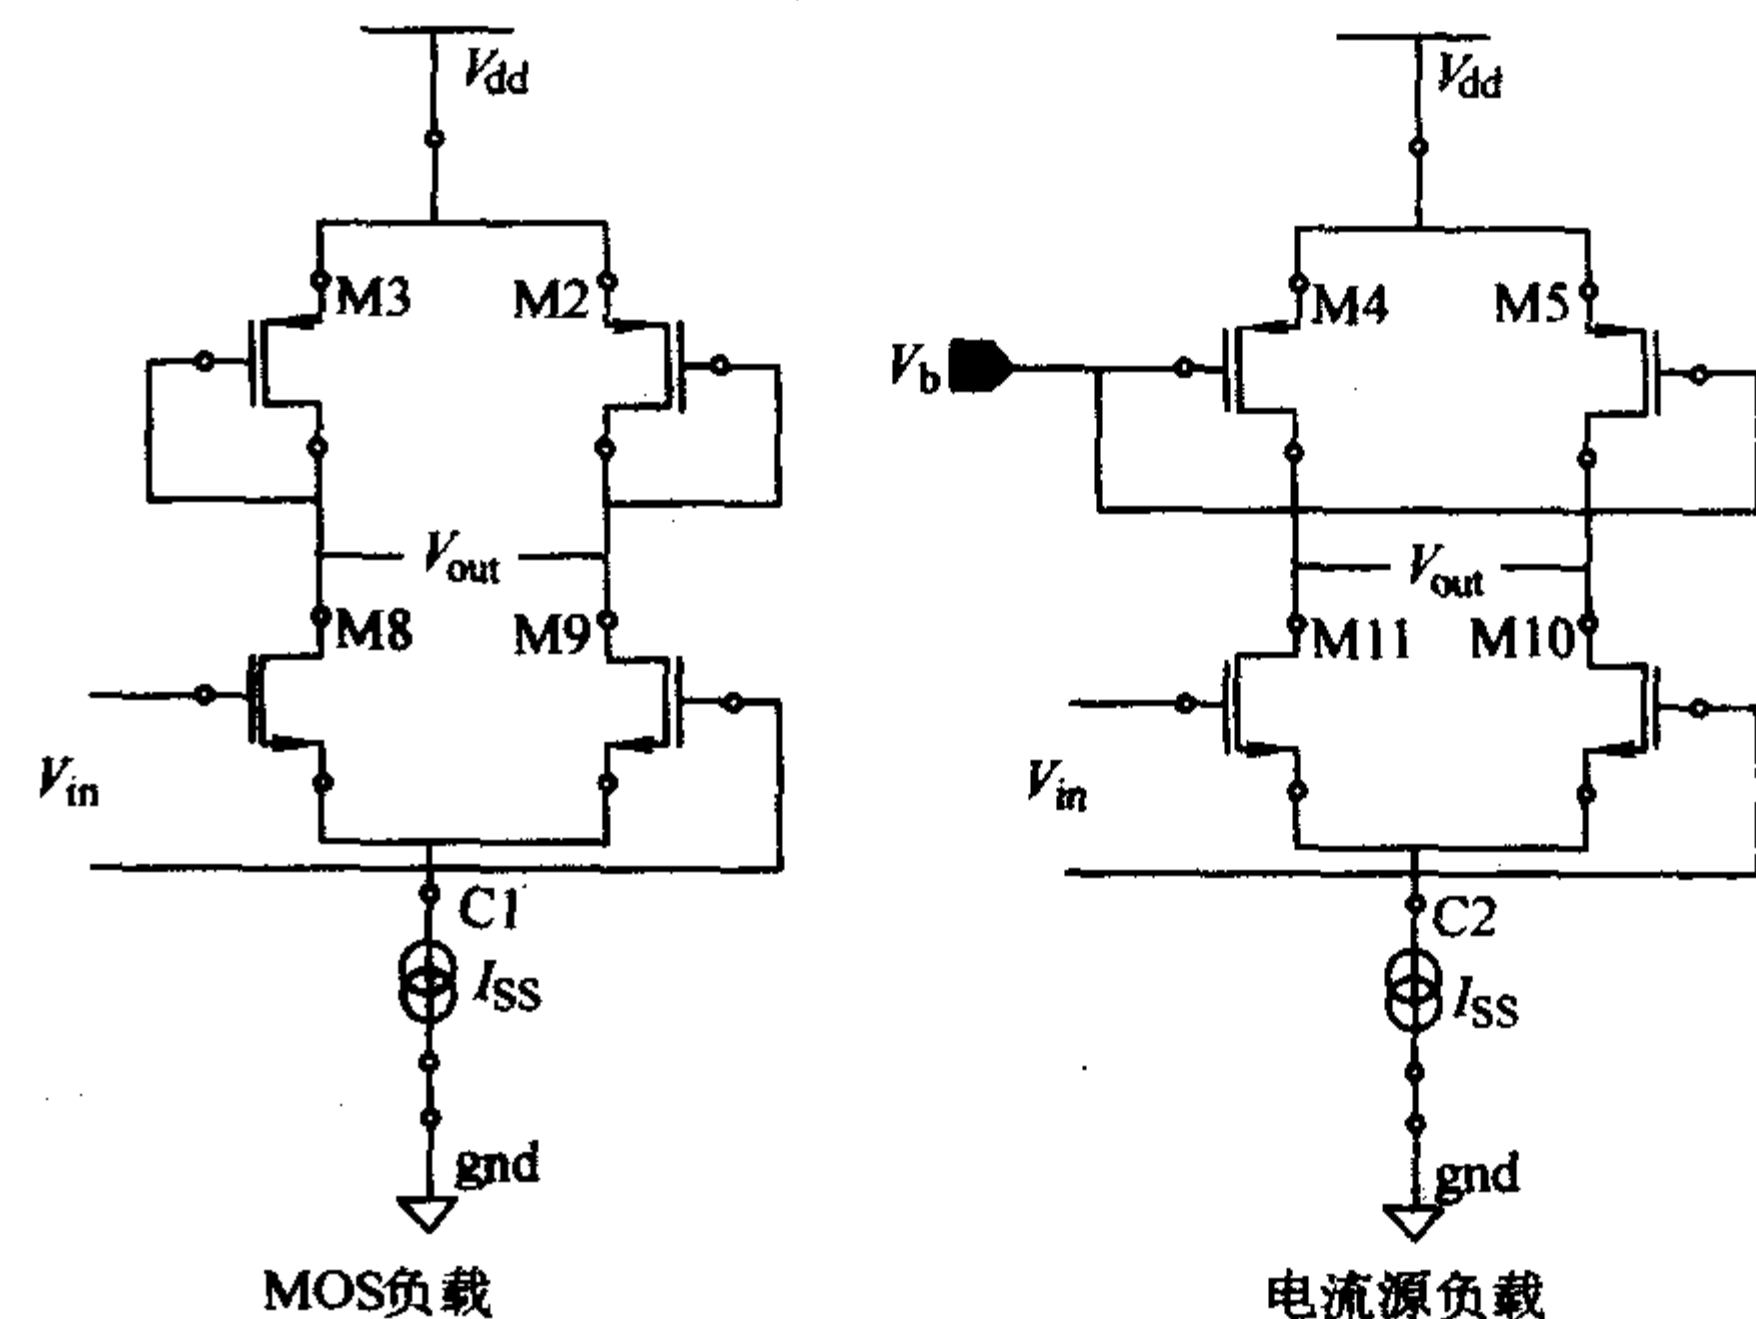 Vdd
M3
M2
Vout
M8
M9
Vin
C1
ISS
gnd
MOS负载
Vdd
M4
M5
Vb
Vout
M11
M10
Vin
C2
ISS
gnd
电流源负载